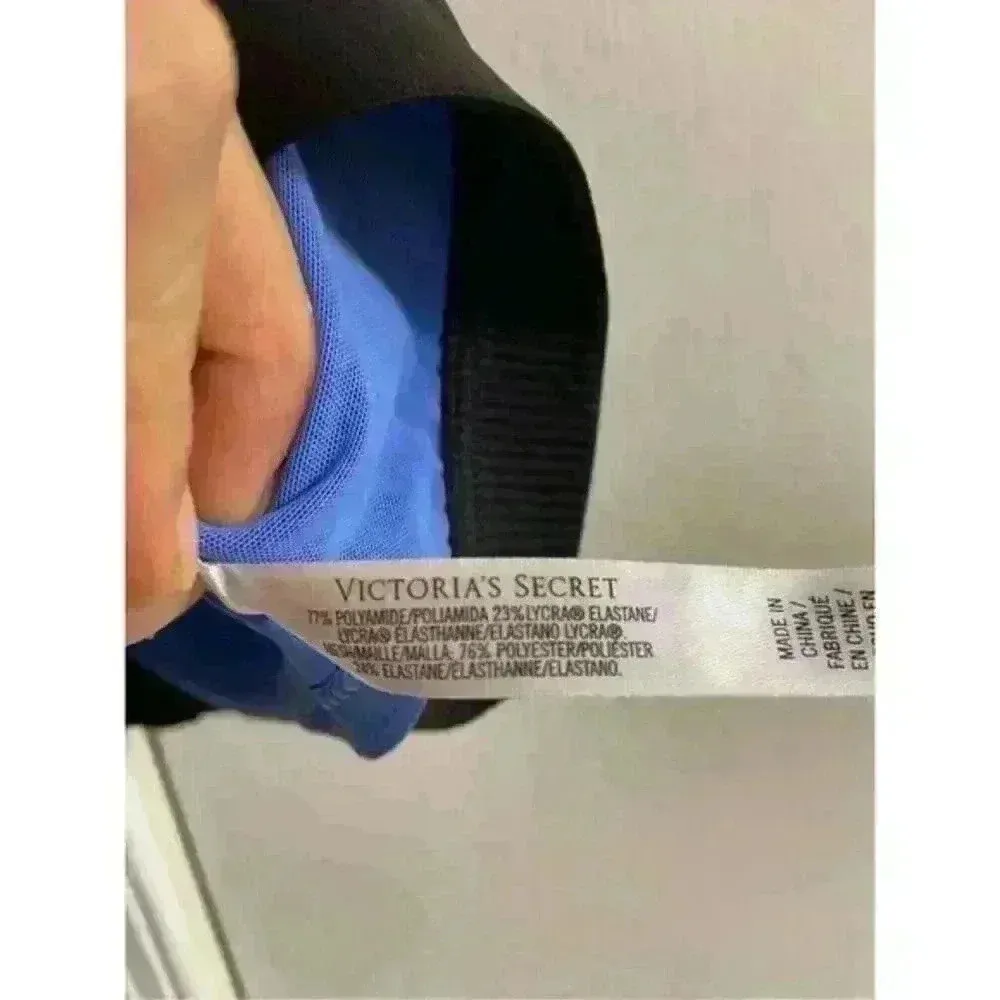 VICTORIA'S SECRET
77% POLYAMIDE/POLIAMIDA 23% LYCRA® ELASTANE/
LYCRA® ELASTHANNE/ELASTANO LYCRA®.
MESH/MAILLE/MALLA: 76% POLYESTER/POLIÉSTER
24% ELASTANE/ELASTHANNE/ELASTANO.
MADE IN
CHINA /
FABRIQUÉ
EN CHINE /